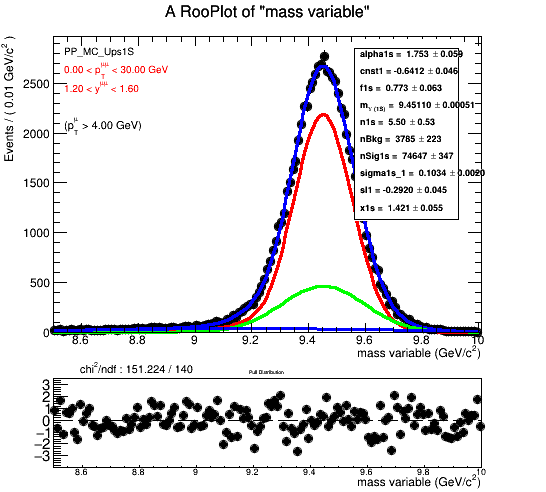 A RooPlot of "mass variable"
Events / ( 0.01 GeV/c² )
PP_MC_Ups1S
0.00 < p_T^μμ < 30.00 GeV
1.20 < y^μμ < 1.60
(p_T^μ > 4.00 GeV)
alpha1s = 1.753 ± 0.059
cnst1 = -0.6412 ± 0.046
f1s = 0.773 ± 0.063
m_Υ(1S) = 9.45110 ± 0.00051
n1s = 5.50 ± 0.53
nBkg = 3785 ± 223
nSig1s = 74647 ± 347
sigma1s_1 = 0.1034 ± 0.0020
sl1 = -0.2920 ± 0.045
x1s = 1.421 ± 0.055
2500
2000
1500
1000
500
0
8.6 8.8 9 9.2 9.4 9.6 9.8 10
mass variable (GeV/c²)
chi²/ndf : 151.224 / 140
Pull Distribution
3
2
1
0
−1
−2
−3
8.6 8.8 9 9.2 9.4 9.6 9.8 10
mass variable (GeV/c²)